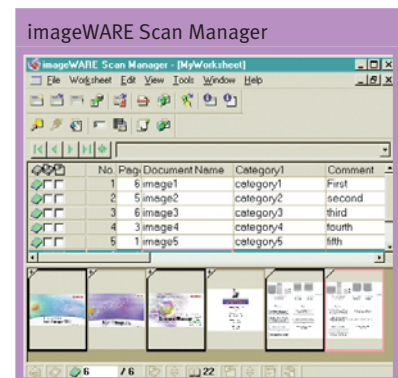 imageWARE Scan Manager
imageWARE Scan Manager - [MyWorksheet]
File Worksheet Edit View Tools Window Help
No. Page Document Name Category1 Comment
1 6 image1 category1 First
2 5 image2 category2 second
3 6 image3 category3 third
4 3 image4 category4 fourth
5 1 image5 category5 fifth
6 / 6 22